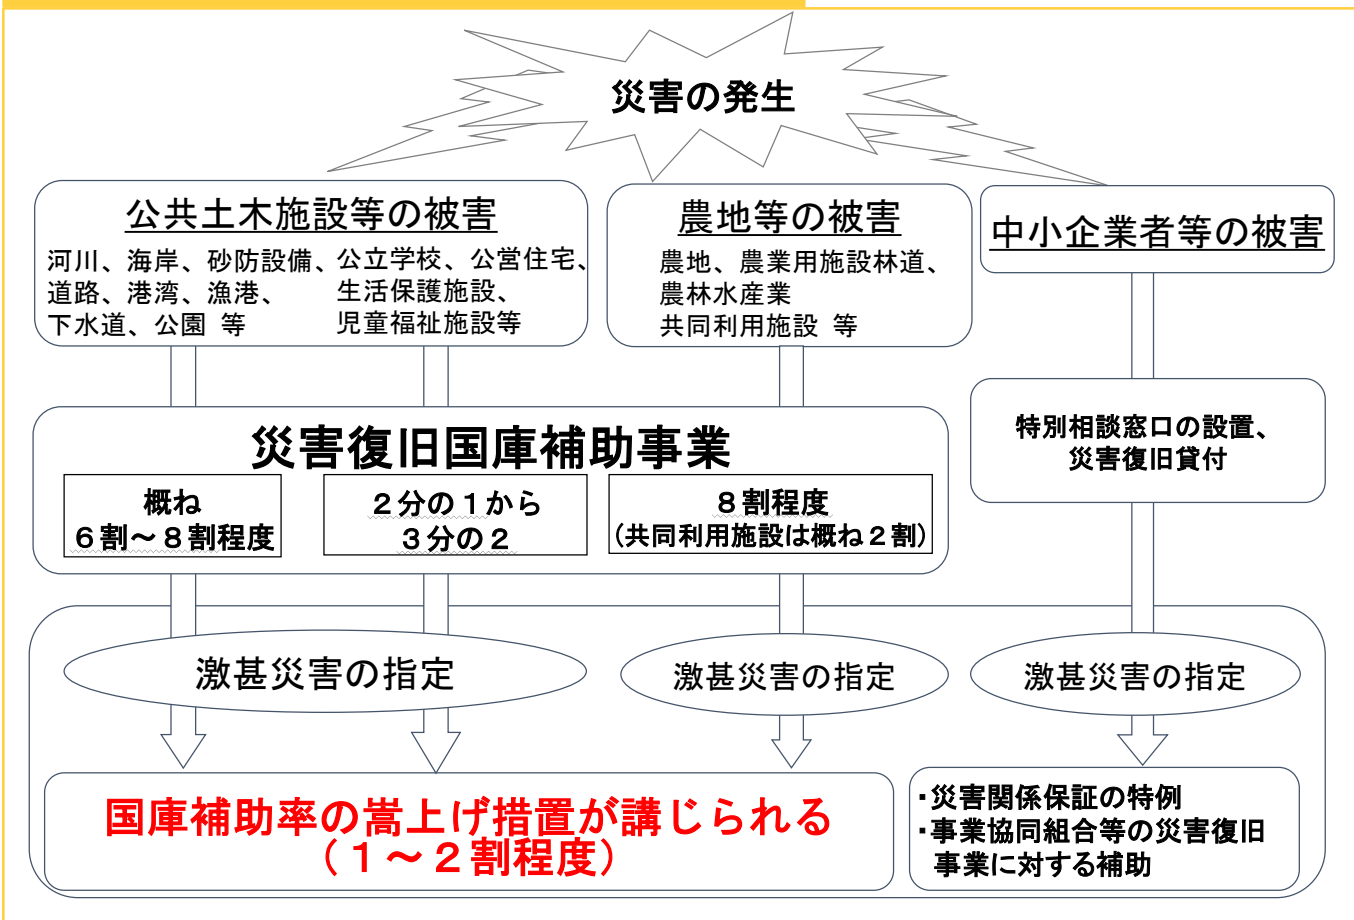 災害の発生
公共土木施設等の被害
河川、海岸、砂防設備、
道路、港湾、漁港、
下水道、公園 等
公立学校、公営住宅、
生活保護施設、
児童福祉施設等
農地等の被害
農地、農業用施設林道、
農林水産業
共同利用施設 等
中小企業者等の被害
災害復旧国庫補助事業
概ね
6割～8割程度
２分の１から
３分の２
８割程度
（共同利用施設は概ね２割）
特別相談窓口の設置、
災害復旧貸付
激甚災害の指定
激甚災害の指定
激甚災害の指定
国庫補助率の嵩上げ措置が講じられる
（１～２割程度）
・災害関係保証の特例
・事業協同組合等の災害復旧
事業に対する補助